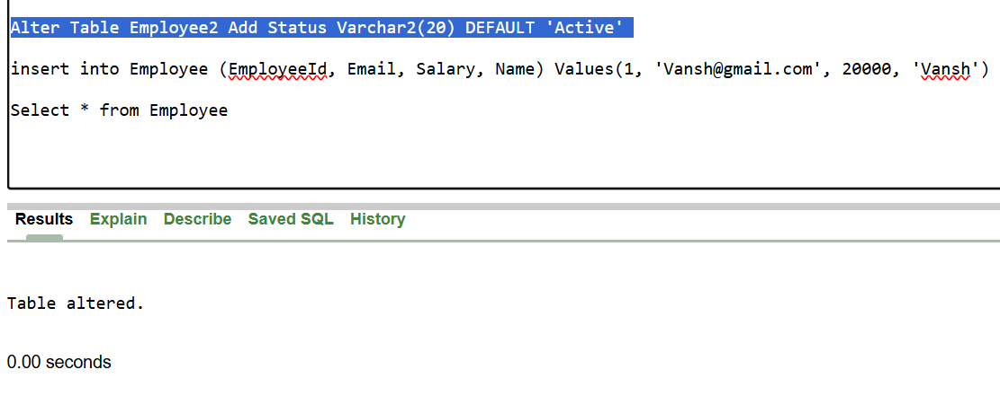 Alter Table Employee2 Add Status Varchar2(20) DEFAULT 'Active'
insert into Employee (EmployeeId, Email, Salary, Name) Values(1, 'Vansh@gmail.com', 20000, 'Vansh')
Select * from Employee
Results Explain Describe Saved SQL History
Table altered.
0.00 seconds